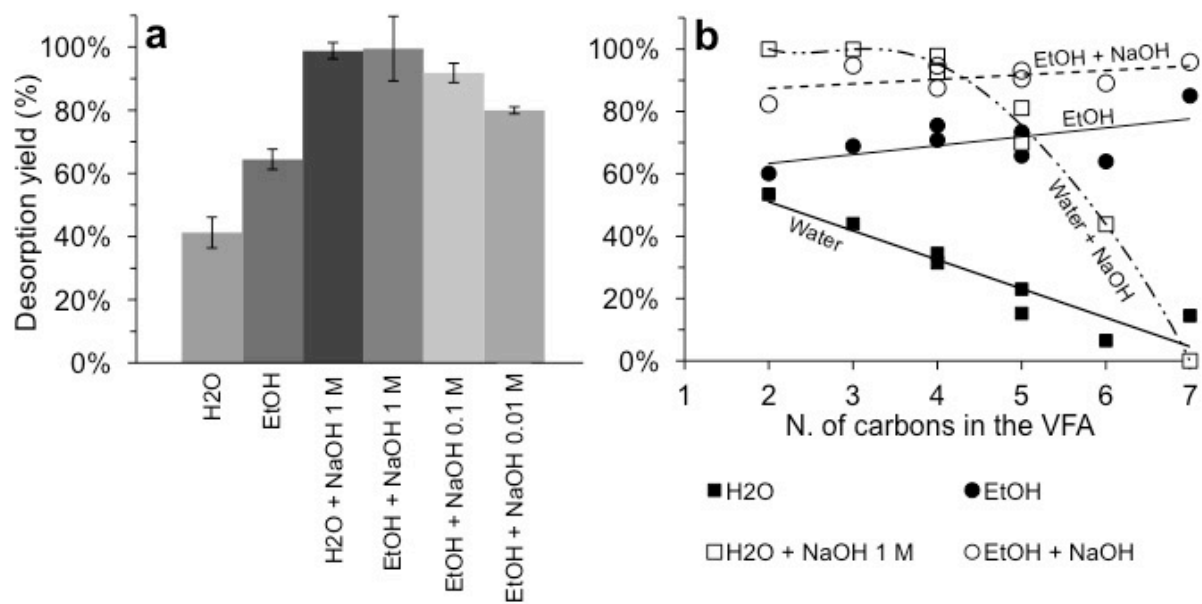 a
Desorption yield (%)
100%
80%
60%
40%
20%
0%
H2O
EtOH
H2O + NaOH 1 M
EtOH + NaOH 1 M
EtOH + NaOH 0.1 M
EtOH + NaOH 0.01 M
b
100%
80%
60%
40%
20%
0%
EtOH + NaOH
EtOH
Water
Water + NaOH
1 2 3 4 5 6 7
N. of carbons in the VFA
H2O
EtOH
H2O + NaOH 1 M
EtOH + NaOH